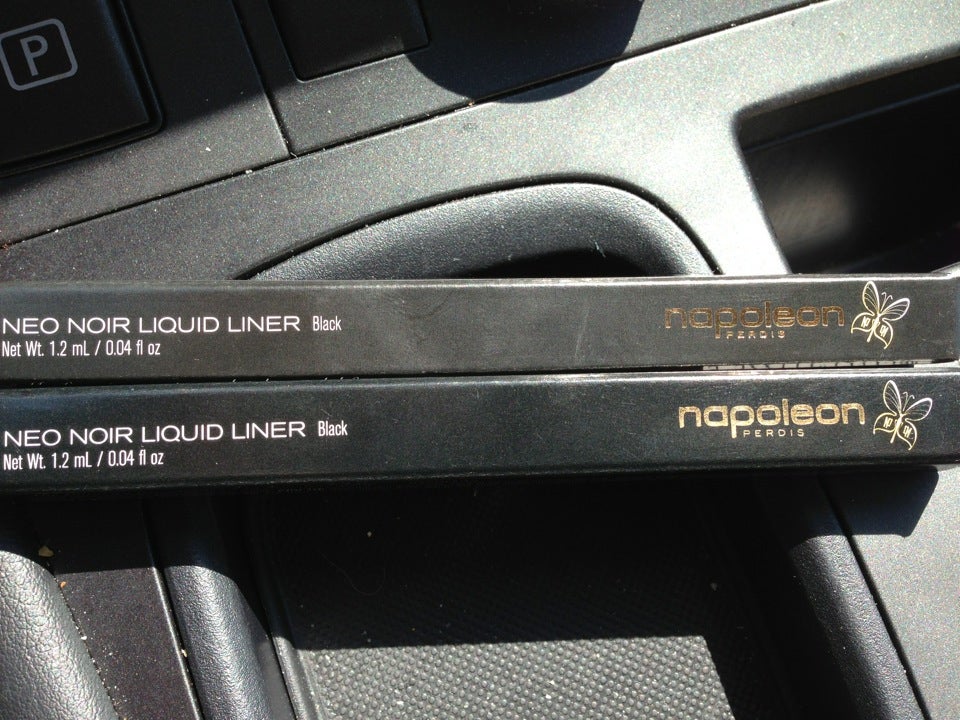 P
NEO NOIR LIQUID LINER Black
Net Wt. 1.2 mL / 0.04 fl oz
napoleon
PERDIS
NEO NOIR LIQUID LINER Black
Net Wt. 1.2 mL / 0.04 fl oz
napoleon
PERDIS